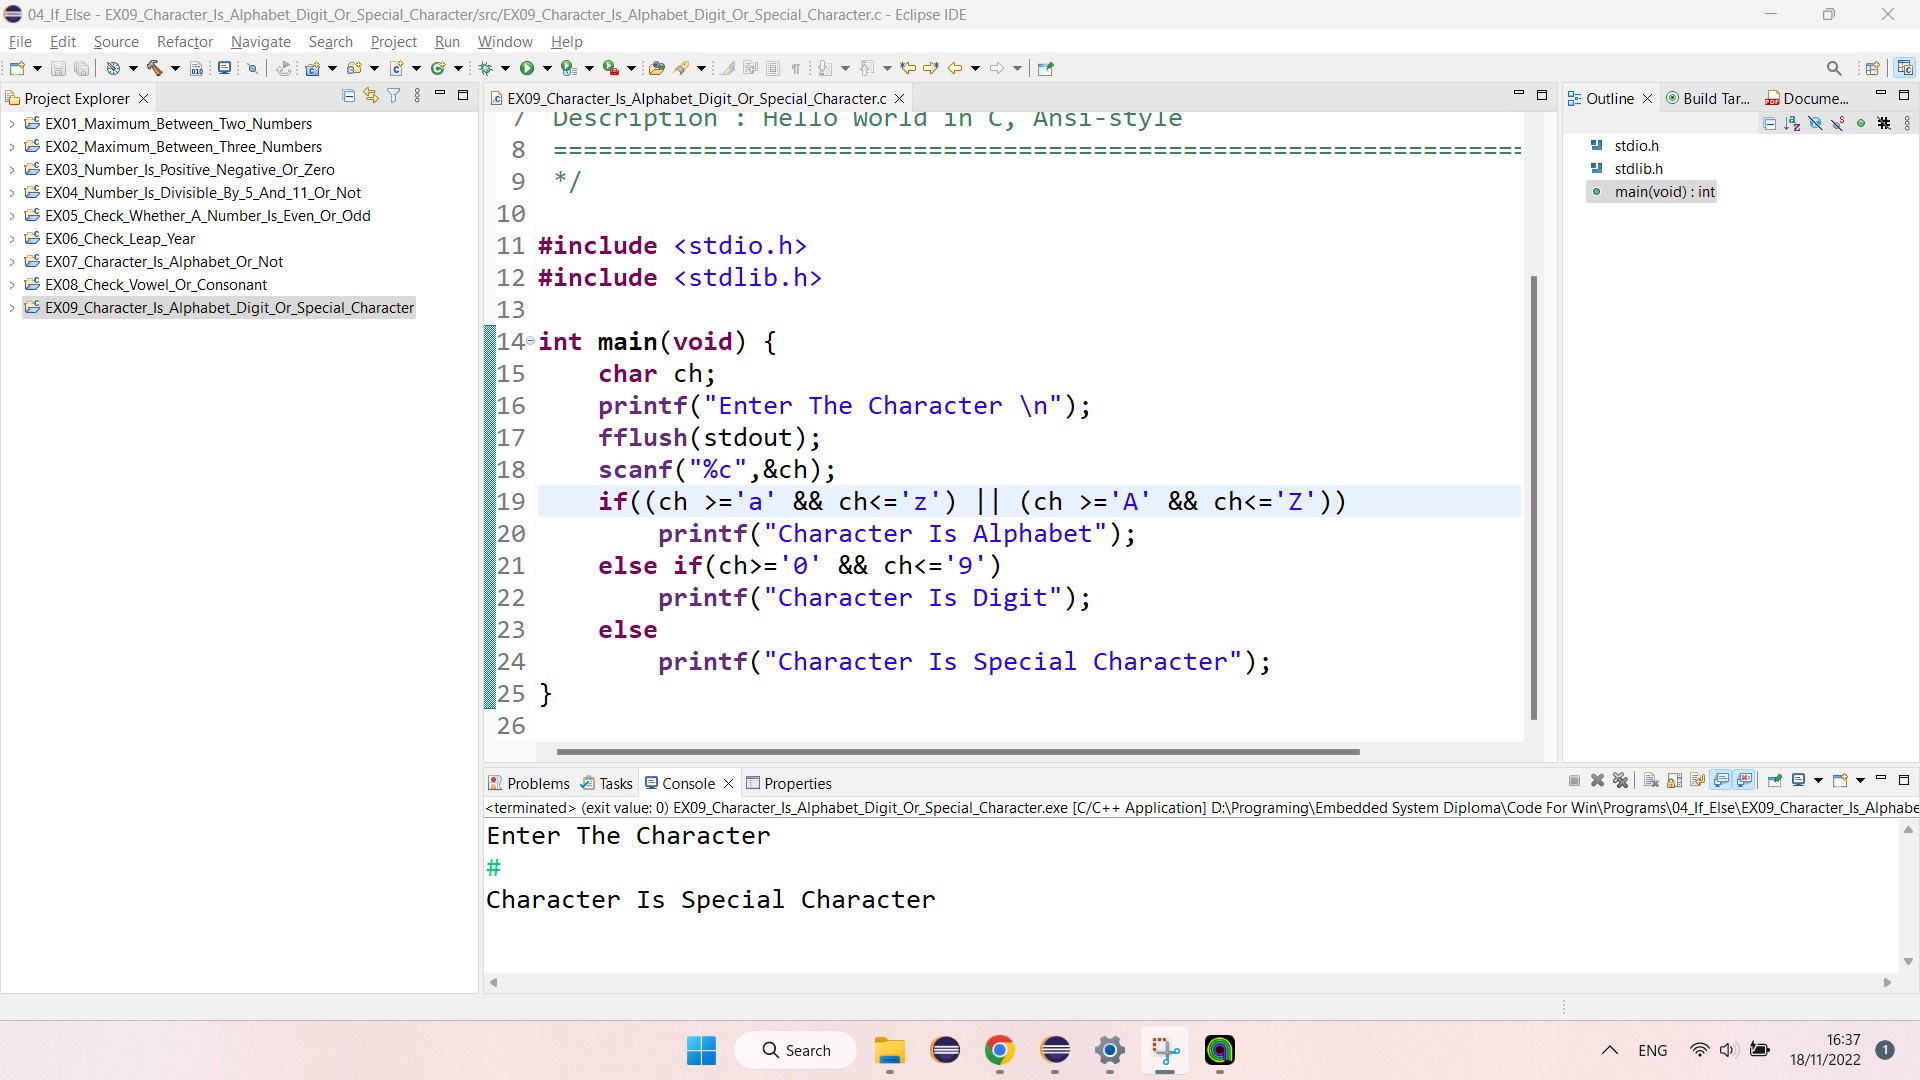 04_If_Else - EX09_Character_Is_Alphabet_Digit_Or_Special_Character/src/EX09_Character_Is_Alphabet_Digit_Or_Special_Character.c - Eclipse IDE
File Edit Source Refactor Navigate Search Project Run Window Help
Project Explorer
EX01_Maximum_Between_Two_Numbers
EX02_Maximum_Between_Three_Numbers
EX03_Number_Is_Positive_Negative_Or_Zero
EX04_Number_Is_Divisible_By_5_And_11_Or_Not
EX05_Check_Whether_A_Number_Is_Even_Or_Odd
EX06_Check_Leap_Year
EX07_Character_Is_Alphabet_Or_Not
EX08_Check_Vowel_Or_Consonant
EX09_Character_Is_Alphabet_Digit_Or_Special_Character
EX09_Character_Is_Alphabet_Digit_Or_Special_Character.c
7 Description : Hello World in C, Ansi-style
8 =================================================================
9 */
10
11 #include <stdio.h>
12 #include <stdlib.h>
13
14 int main(void) {
15 char ch;
16 printf("Enter The Character \n");
17 fflush(stdout);
18 scanf("%c",&ch);
19 if((ch >='a' && ch<='z') || (ch >='A' && ch<='Z'))
20 printf("Character Is Alphabet");
21 else if(ch>='0' && ch<='9')
22 printf("Character Is Digit");
23 else
24 printf("Character Is Special Character");
25 }
26
Outline Build Tar... Docume...
stdio.h
stdlib.h
main(void) : int
Problems Tasks Console Properties
<terminated> (exit value: 0) EX09_Character_Is_Alphabet_Digit_Or_Special_Character.exe [C/C++ Application] D:\Programing\Embedded System Diploma\Code For Win\Programs\04_If_Else\EX09_Character_Is_Alphabe
Enter The Character
#
Character Is Special Character
Search
ENG
16:37
18/11/2022
1